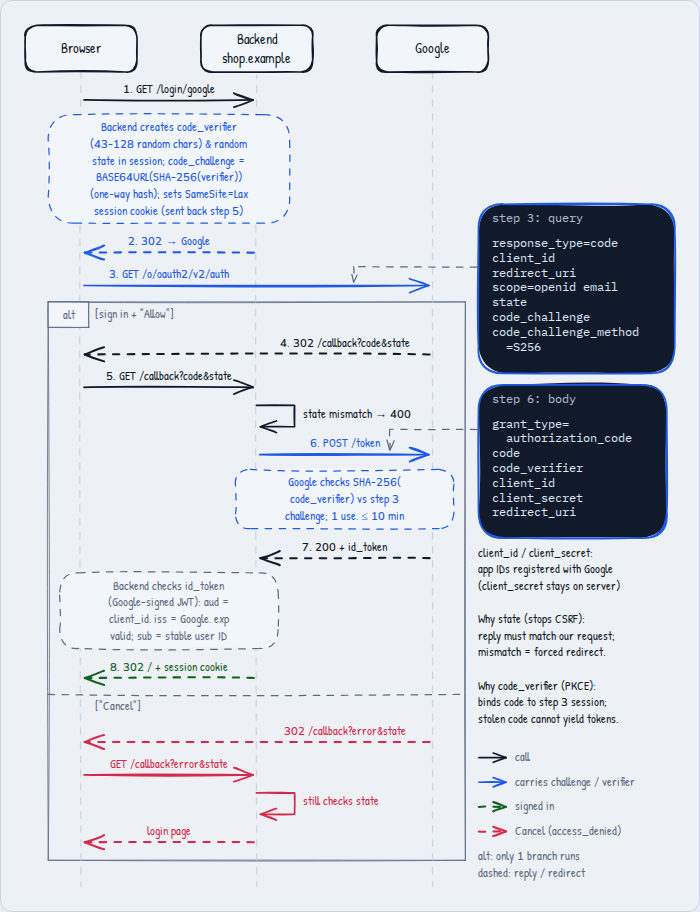 Browser
Backend
shop.example
Google
1. GET /login/google
Backend creates code_verifier
(43-128 random chars) & random
state in session; code_challenge =
BASE64URL(SHA-256(verifier))
(one-way hash); sets SameSite=Lax
session cookie (sent back step 5)
2. 302 → Google
3. GET /o/oauth2/v2/auth
step 3: query
response_type=code
client_id
redirect_uri
scope=openid email
state
code_challenge
code_challenge_method
=S256
alt
[sign in + "Allow"]
4. 302 /callback?code&state
5. GET /callback?code&state
state mismatch → 400
6. POST /token
step 6: body
grant_type=
authorization_code
code
code_verifier
client_id
client_secret
redirect_uri
Google checks SHA-256(
code_verifier) vs step 3
challenge; 1 use. ≤ 10 min
7. 200 + id_token
Backend checks id_token
(Google-signed JWT): aud =
client_id. iss = Google. exp
valid; sub = stable user ID
8. 302 / + session cookie
["Cancel"]
302 /callback?error&state
GET /callback?error&state
still checks state
login page
client_id / client_secret:
app IDs registered with Google
(client_secret stays on server)
Why state (stops CSRF):
reply must match our request;
mismatch = forced redirect.
Why code_verifier (PKCE):
binds code to step 3 session;
stolen code cannot yield tokens.
call
carries challenge / verifier
signed in
Cancel (access_denied)
alt: only 1 branch runs
dashed: reply / redirect